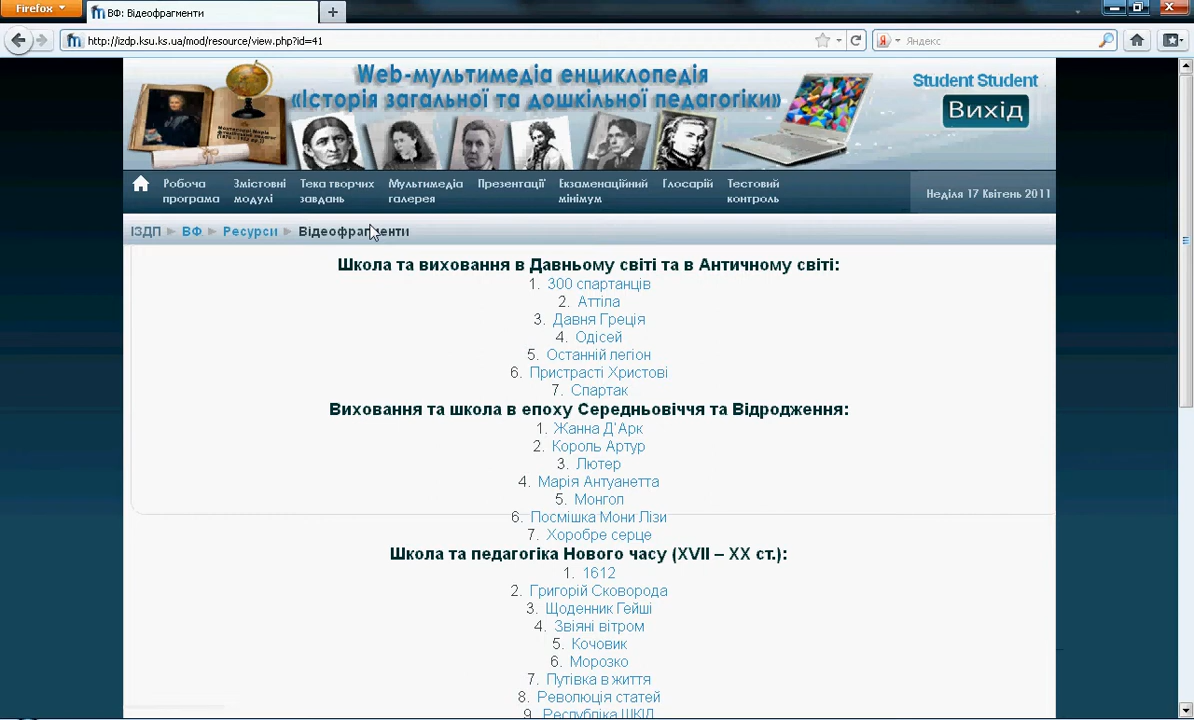 Firefox
ВФ: Відеофрагменти
http://izdp.ksu.ks.ua/mod/resource/view.php?id=41
Яндекс
Web-мультимедіа енциклопедія
«Історія загальної та дошкільної педагогіки»
Student Student
Вихід
Робоча програма
Змістовні модулі
Тека творчих завдань
Мультимедіа галерея
Презентації
Екзаменаційний мінімум
Глосарій
Тестовий контроль
Неділя 17 Квітень 2011
ІЗДП ► ВФ ► Ресурси ► Відеофрагменти
Школа та виховання в Давньому світі та в Античному світі:
1. 300 спартанців
2. Аттіла
3. Давня Греція
4. Одісей
5. Останній легіон
6. Пристрасті Христові
7. Спартак
Виховання та школа в епоху Середньовіччя та Відродження:
1. Жанна Д'Арк
2. Король Артур
3. Лютер
4. Марія Антуанетта
5. Монгол
6. Посмішка Мони Лізи
7. Хоробре серце
Школа та педагогіка Нового часу (XVII – XX ст.):
1. 1612
2. Григорій Сковорода
3. Щоденник Гейші
4. Звіяні вітром
5. Кочовик
6. Морозко
7. Путівка в життя
8. Революція статей
9. Республіка ШКІД